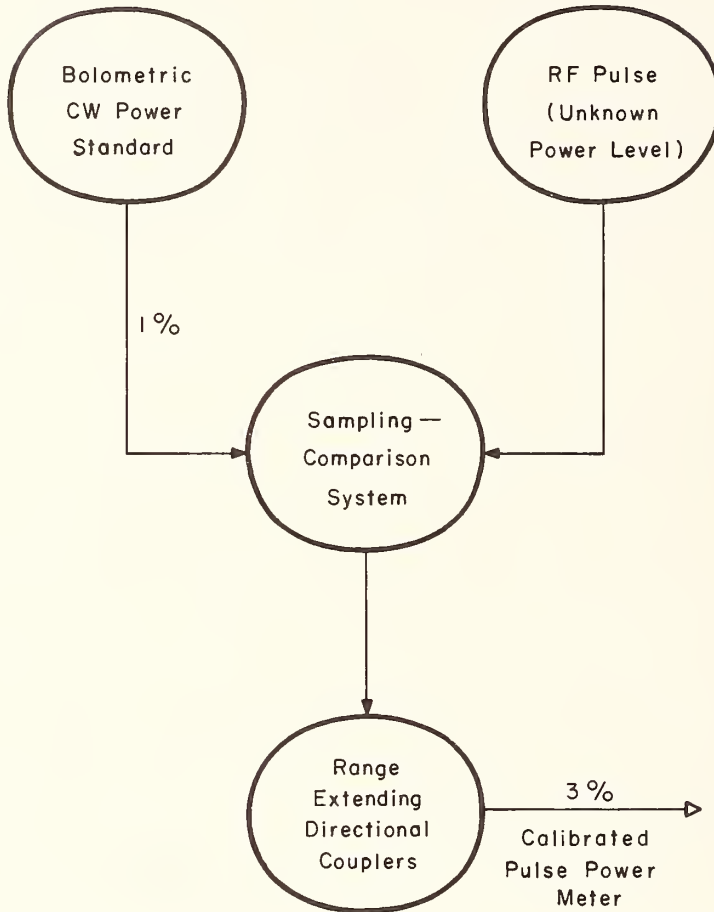 Bolometric
CW Power
Standard
RF Pulse
(Unknown
Power Level)
1%
Sampling —
Comparison
System
Range
Extending
Directional
Couplers
3%
Calibrated
Pulse Power
Meter